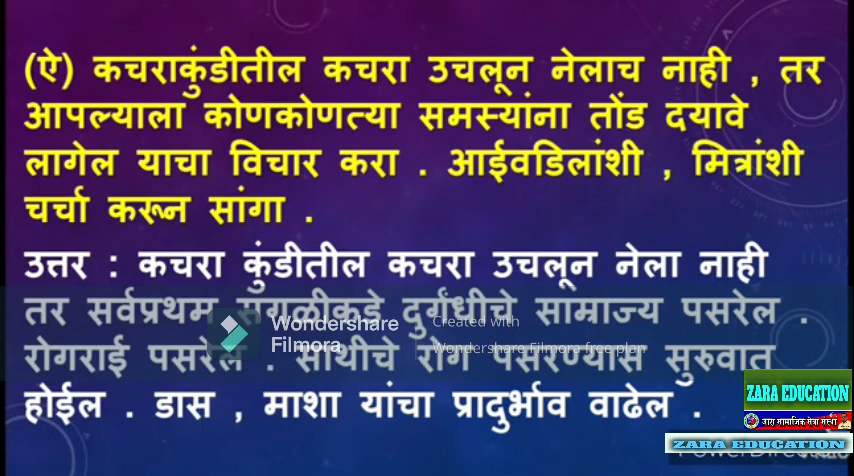 (ऐ) कचराकुंडीतील कचरा उचलून नेलाच नाही , तर
आपल्याला कोणकोणत्या समस्यांना तोंड दयावे
लागेल याचा विचार करा . आईवडिलांशी , मित्रांशी
चर्चा करून सांगा .
उत्तर : कचरा कुंडीतील कचरा उचलून नेला नाही
तर सर्वप्रथम सगळीकडे दुर्गंधीचे सामाज्य पसरेल .
रोगराई पसरेल . साथीचे रोग पसरण्यास सुरुवात
होईल . डास , माशा यांचा प्रादुर्भाव वाढेल .
Wondershare
Filmora
Created with
Wondershare Filmora free plan
ZARA EDUCATION
जारा सामाजिक सेवा संस्था
ZARA EDUCATION